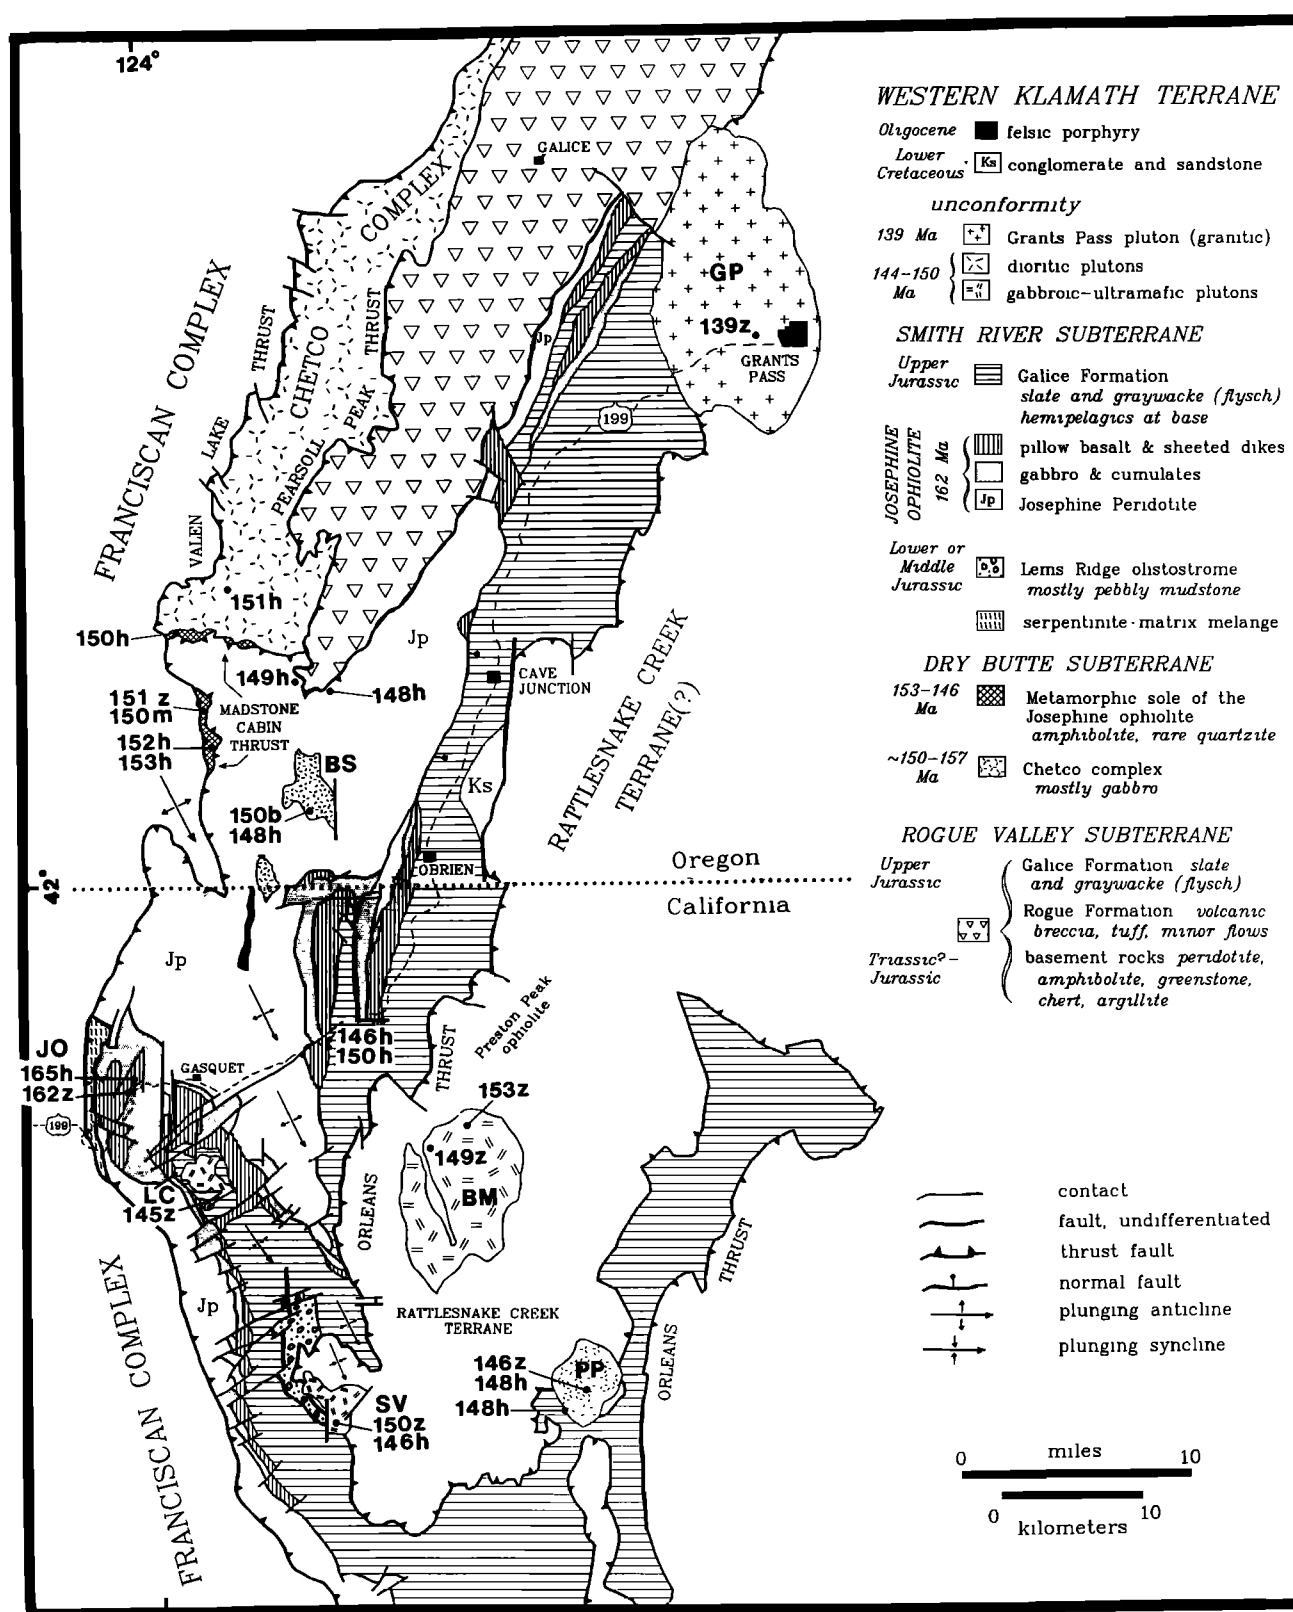 124°
GALICE
COMPLEX
FRANCISCAN COMPLEX
THRUST
CHETCO
THRUST
LAKE
PEARSOLL
PEAK
VALEN
Jp
GP
139z
GRANTS
PASS
199
151h
150h
149h
148h
MADSTONE
CABIN
THRUST
151 z
150m
152h
153h
Jp
CAVE
JUNCTION
RATTLESNAKE CREEK
TERRANE(?)
BS
150b
148h
Ks
OBRIEN
42°
Oregon
California
Jp
146h
150h
Preston Peak
ophiolite
THRUST
JO
165h
162z
GASQUET
199
153z
149z
BM
LC
145z
ORLEANS
THRUST
Jp
FRANCISCAN COMPLEX
RATTLESNAKE CREEK
TERRANE
SV
150z
146h
PP
146z
148h
148h
ORLEANS
WESTERN KLAMATH TERRANE
Oligocene felsic porphyry
Lower
Cretaceous Ks conglomerate and sandstone
unconformity
139 Ma Grants Pass pluton (granitic)
144-150
Ma
dioritic plutons
gabbroic-ultramafic plutons
SMITH RIVER SUBTERRANE
Upper
Jurassic
Galice Formation
slate and graywacke (flysch)
hemipelagics at base
JOSEPHINE
OPHIOLITE
162 Ma
pillow basalt & sheeted dikes
gabbro & cumulates
Jp Josephine Peridotite
Lower or
Middle
Jurassic
Lems Ridge olistostrome
mostly pebbly mudstone
serpentinite-matrix melange
DRY BUTTE SUBTERRANE
153-146
Ma
Metamorphic sole of the
Josephine ophiolite
amphibolite, rare quartzite
~150-157
Ma
Chetco complex
mostly gabbro
ROGUE VALLEY SUBTERRANE
Upper
Jurassic
Galice Formation slate
and graywacke (flysch)
Rogue Formation volcanic
breccia, tuff, minor flows
Triassic?-
Jurassic
basement rocks peridotite,
amphibolite, greenstone,
chert, argillite
contact
fault, undifferentiated
thrust fault
normal fault
plunging anticline
plunging syncline
0 miles 10
0 10
kilometers